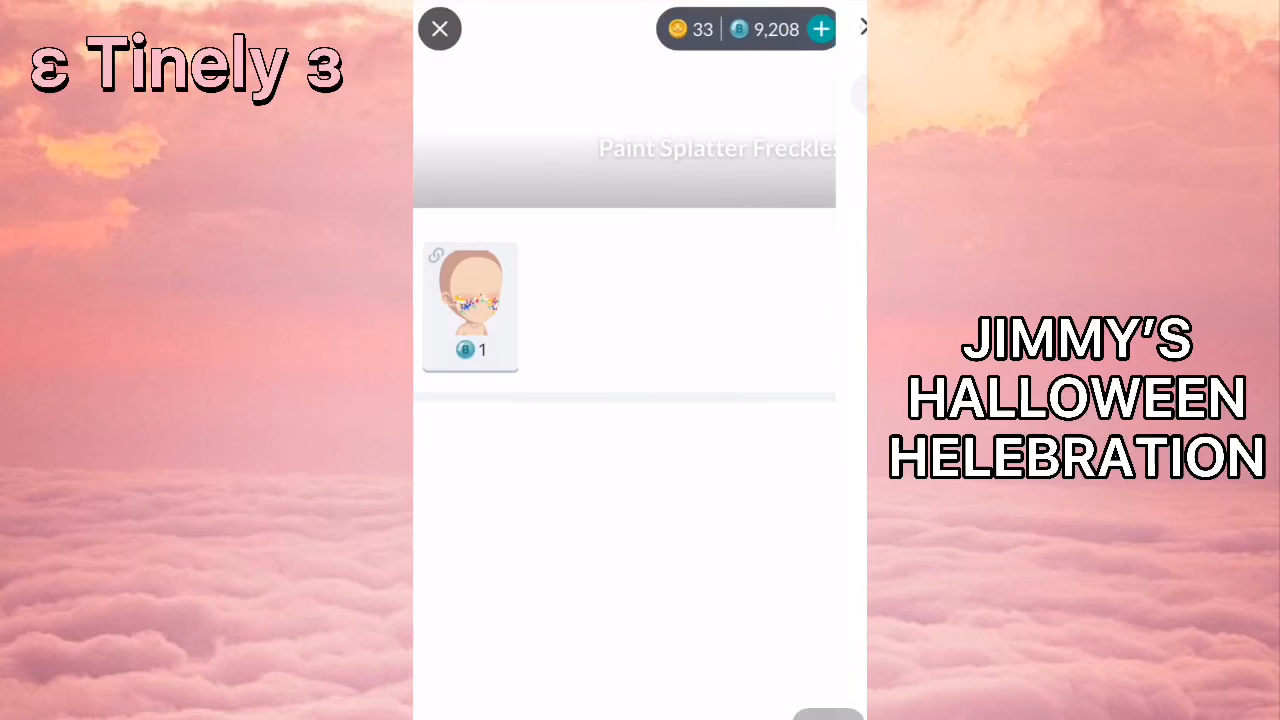 ε Tinely з
33
9,208
Paint Splatter Freckles
B 1
JIMMY'S
HALLOWEEN
HELEBRATION